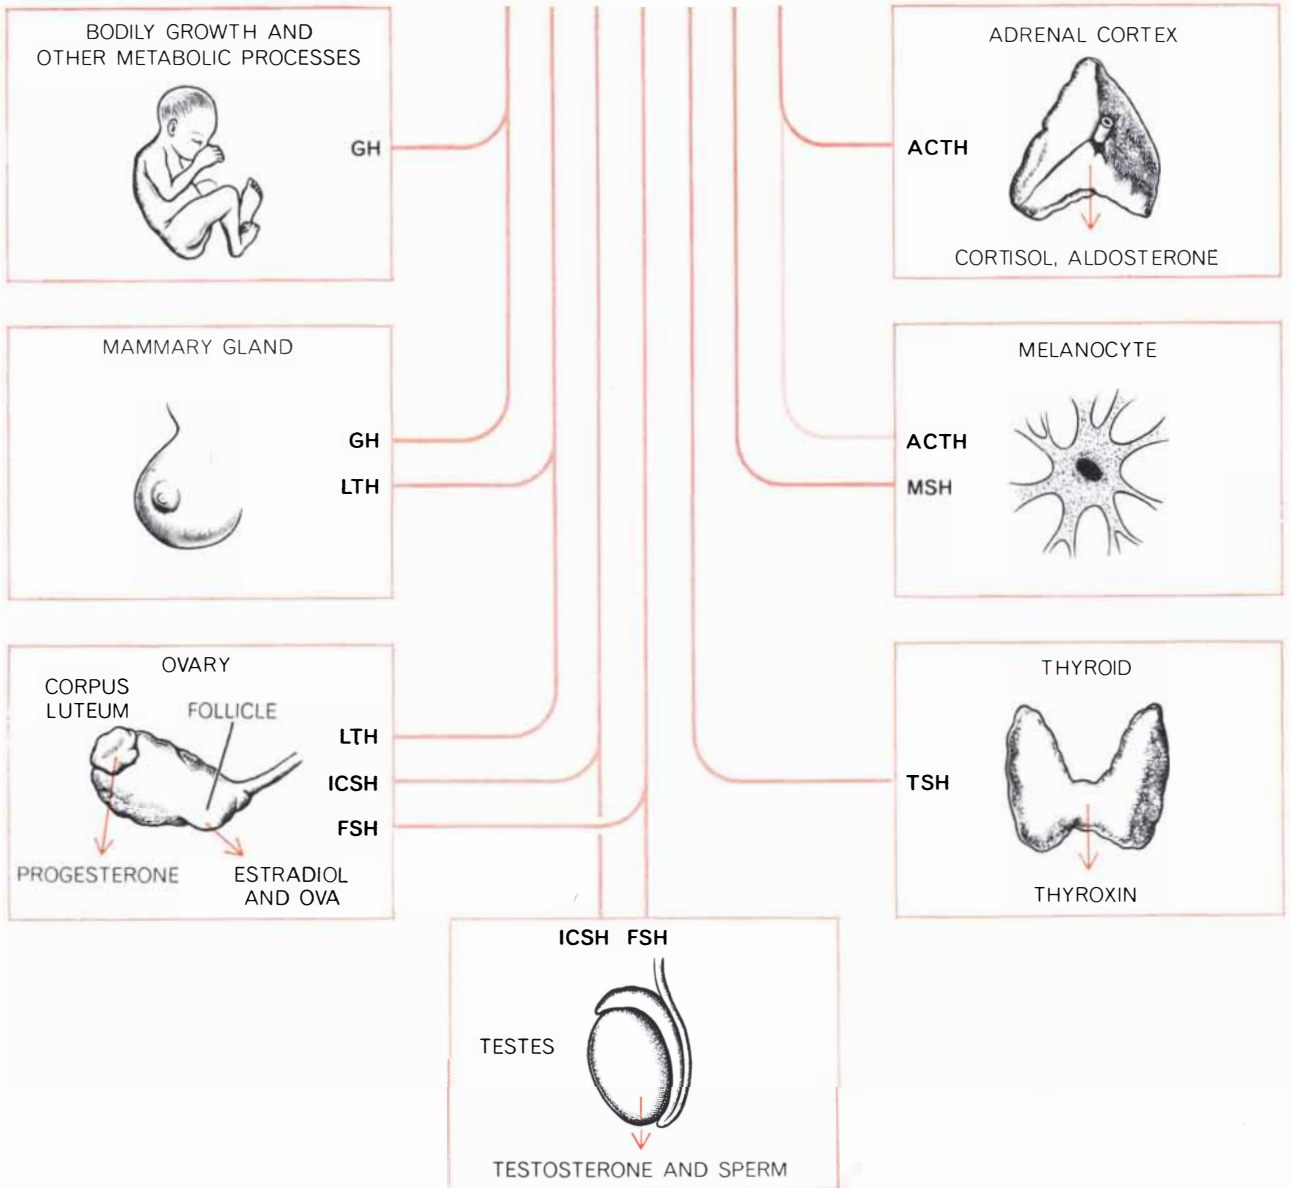 BODILY GROWTH AND
OTHER METABOLIC PROCESSES
GH
MAMMARY GLAND
GH
LTH
OVARY
CORPUS
LUTEUM
FOLLICLE
LTH
ICSH
FSH
PROGESTERONE
ESTRADIOL
AND OVA
ADRENAL CORTEX
ACTH
CORTISOL, ALDOSTERONE
MELANOCYTE
ACTH
MSH
THYROID
TSH
THYROXIN
ICSH FSH
TESTES
TESTOSTERONE AND SPERM